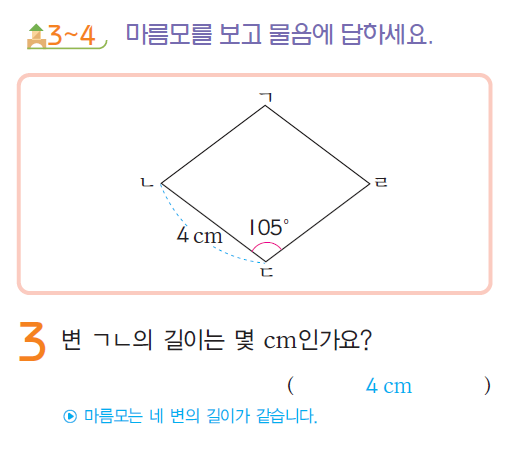 3~4 마름모를 보고 물음에 답하세요.
ㄱ
ㄴ ㄹ
4 cm 105°
ㄷ
3 변 ㄱㄴ의 길이는 몇 cm인가요?
( 4 cm )
마름모는 네 변의 길이가 같습니다.